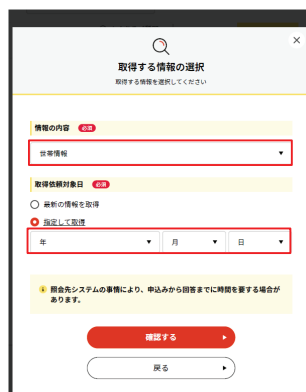 取得する情報の選択
取得する情報を選択してください
情報の内容 必須
世帯情報
取得依頼対象日 必須
最新の情報を取得
指定して取得
年 月 日
照会先システムの事情により、申込みから回答までに時間を要する場合が
あります。
確認する
戻る